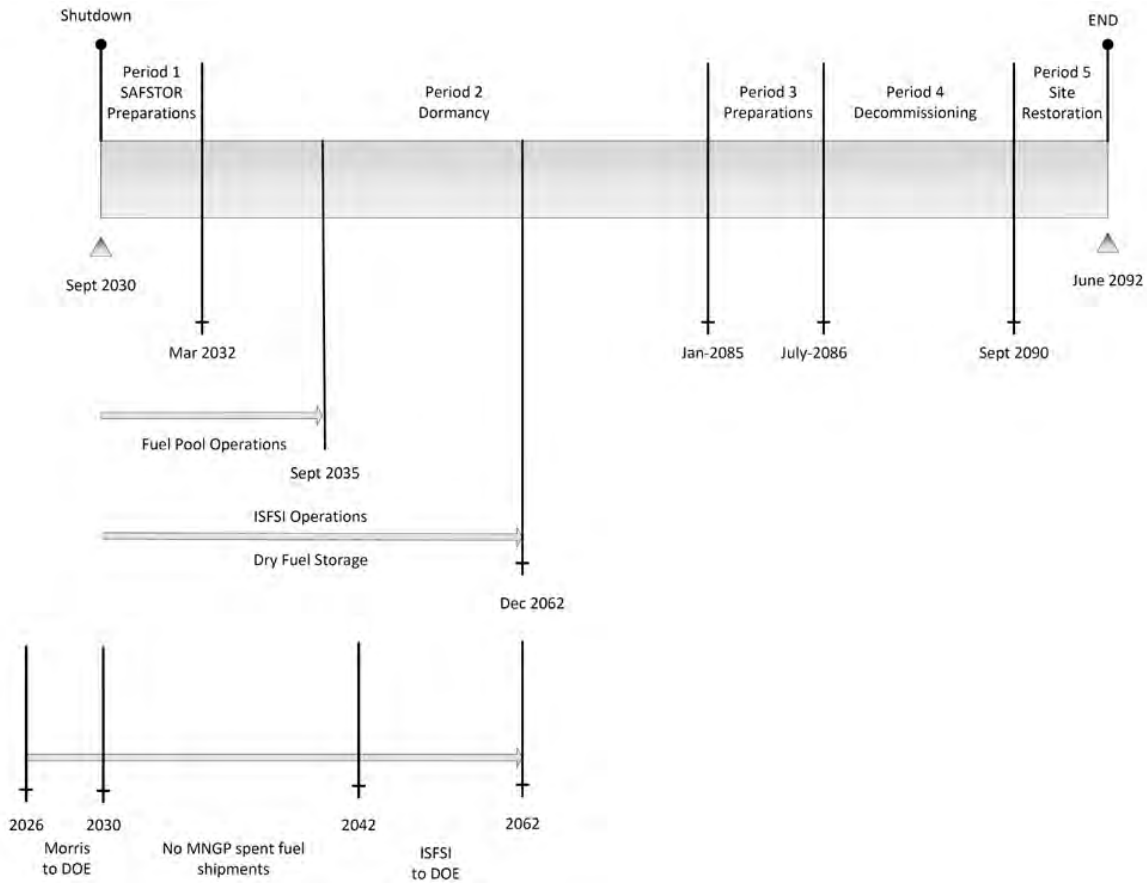 Shutdown
END
Period 1
SAFSTOR
Preparations
Period 2
Dormancy
Period 3
Preparations
Period 4
Decommissioning
Period 5
Site
Restoration
Sept 2030
June 2092
Mar 2032
Jan-2085
July-2086
Sept 2090
Fuel Pool Operations
Sept 2035
ISFSI Operations
Dry Fuel Storage
Dec 2062
2026
2030
2042
2062
Morris
to DOE
No MNGP spent fuel
shipments
ISFSI
to DOE